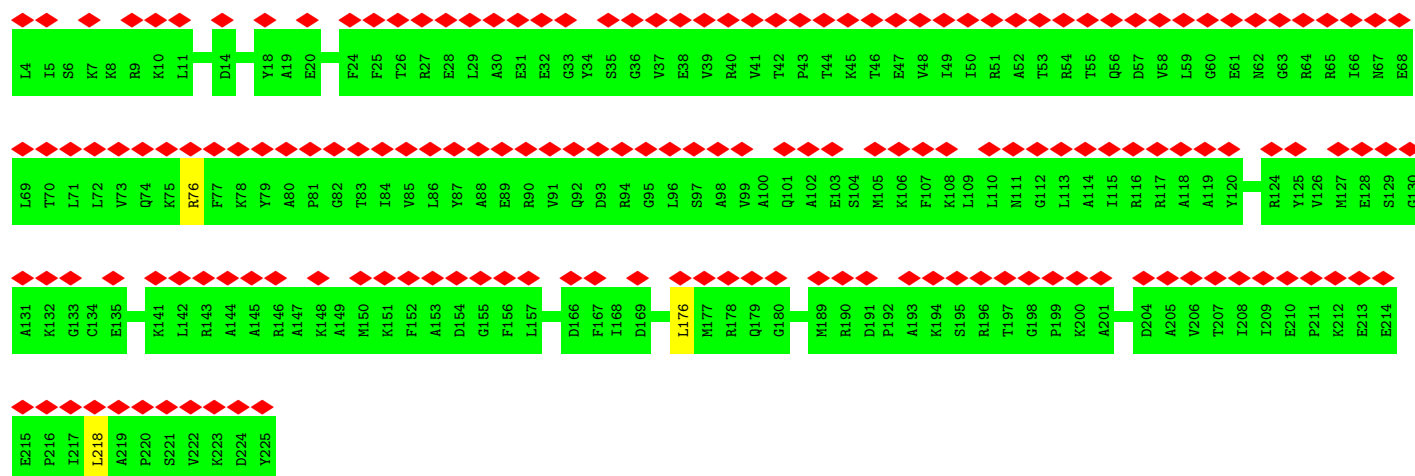 L4 I5 S6 K7 K8 R9 K10 L11 D14 Y18 A19 E20 F24 F25 T26 R27 E28 L29 A30 E31 E32 G33 Y34 S35 G36 V37 E38 V39 R40 V41 T42 P43 T44 K45 T46 E47 V48 I49 I50 R51 A52 T53 R54 T55 Q56 D57 V58 L59 G60 E61 N62 G63 R64 R65 I66 N67 E68
L69 T70 L71 L72 V73 Q74 K75 R76 F77 K78 Y79 A80 P81 G82 T83 I84 V85 L86 Y87 A88 E89 R90 V91 Q92 D93 R94 G95 L96 S97 A98 V99 A100 Q101 A102 E103 S104 M105 K106 F107 K108 L109 L110 N111 G112 L113 A114 I115 R116 R117 A118 A119 Y120 R124 Y125 V126 M127 E128 S129 G130
A131 K132 G133 C134 E135 K141 L142 R143 A144 A145 R146 A147 K148 A149 M150 K151 F152 A153 D154 G155 F156 L157 D166 F167 I168 D169 L176 M177 R178 Q179 G180 M189 R190 D191 P192 A193 K194 S195 R196 T197 G198 P199 K200 A201 D204 A205 V206 T207 I208 I209 E210 P211 K212 E213 E214
E215 P216 I217 L218 A219 P220 S221 V222 K223 D224 Y225